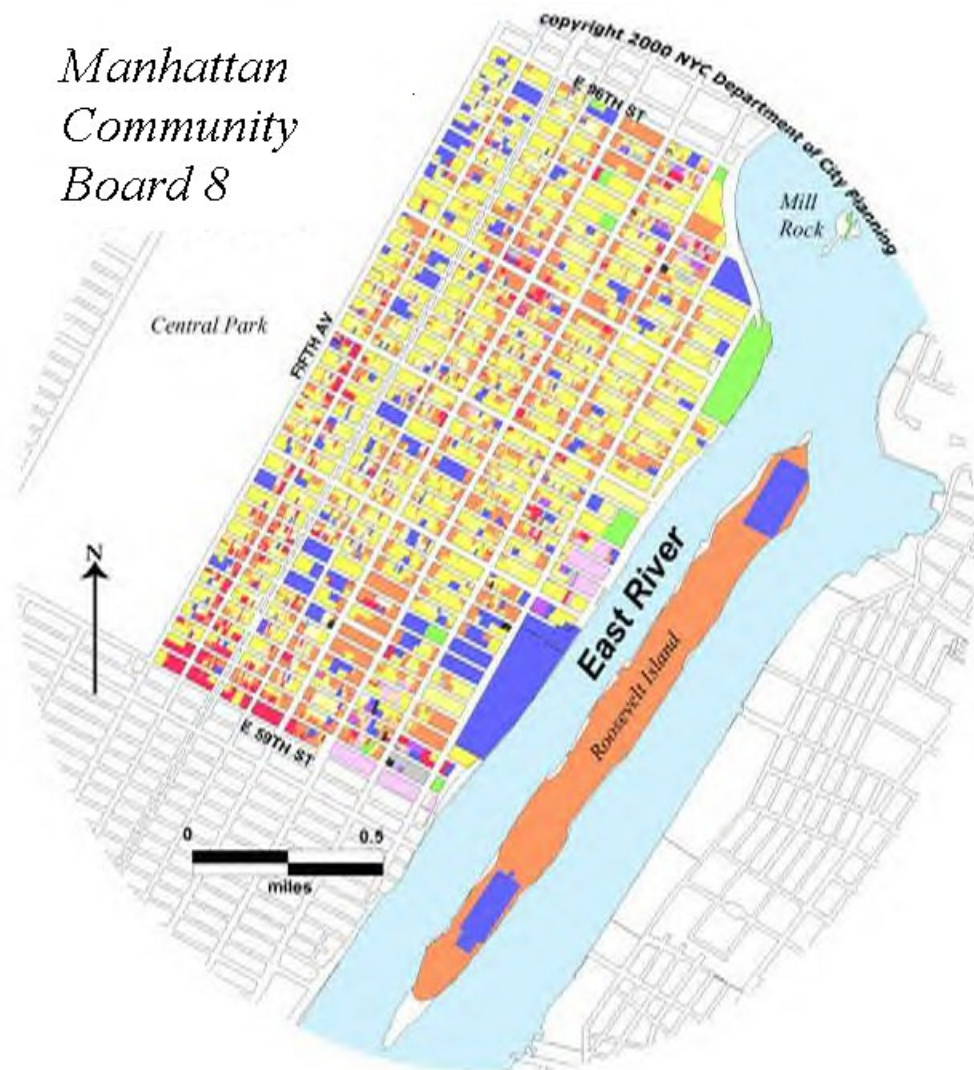 Manhattan
Community
Board 8
copyright 2000 NYC Department of City Planning
E 96TH ST
Mill
Rock
Central Park
FIFTH AV
N
East River
Roosevelt Island
E 59TH ST
0 0.5
miles